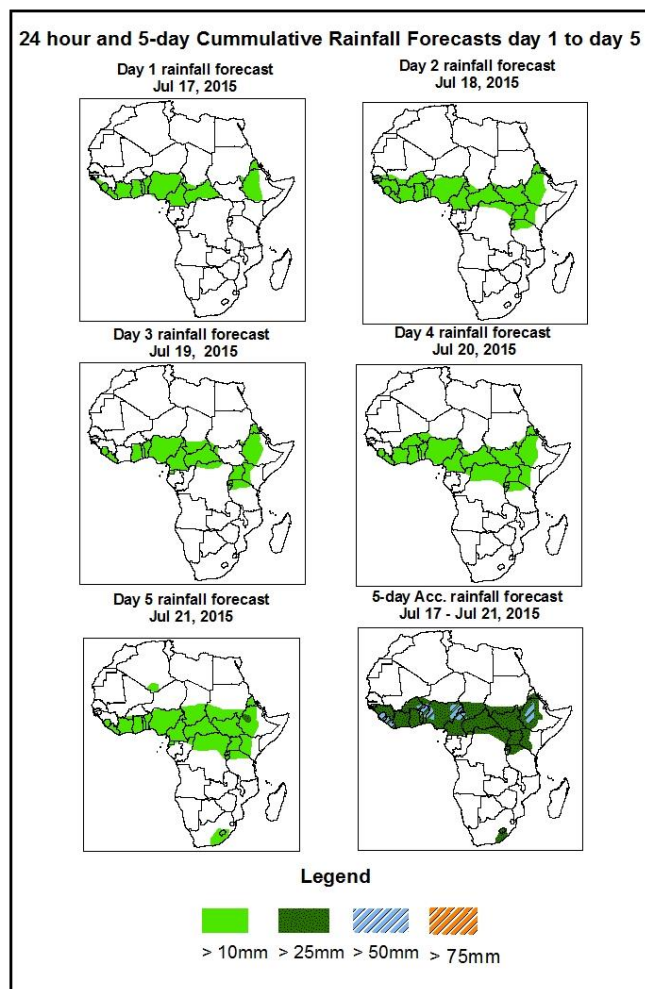 24 hour and 5-day Cummulative Rainfall Forecasts day 1 to day 5
Day 1 rainfall forecast
Jul 17, 2015
Day 2 rainfall forecast
Jul 18, 2015
Day 3 rainfall forecast
Jul 19, 2015
Day 4 rainfall forecast
Jul 20, 2015
Day 5 rainfall forecast
Jul 21, 2015
5-day Acc. rainfall forecast
Jul 17 - Jul 21, 2015
Legend
> 10mm > 25mm > 50mm > 75mm